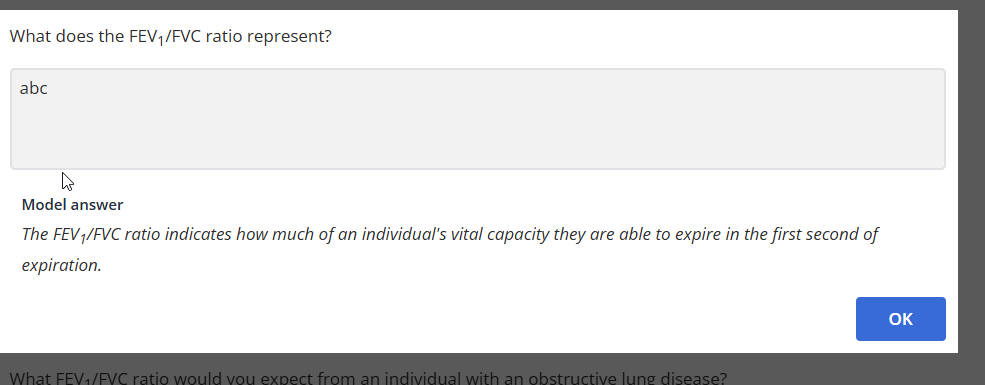 What does the FEV₁/FVC ratio represent?
abc
Model answer
The FEV₁/FVC ratio indicates how much of an individual's vital capacity they are able to expire in the first second of
expiration.
OK
What FEV₁/FVC ratio would you expect from an individual with an obstructive lung disease?